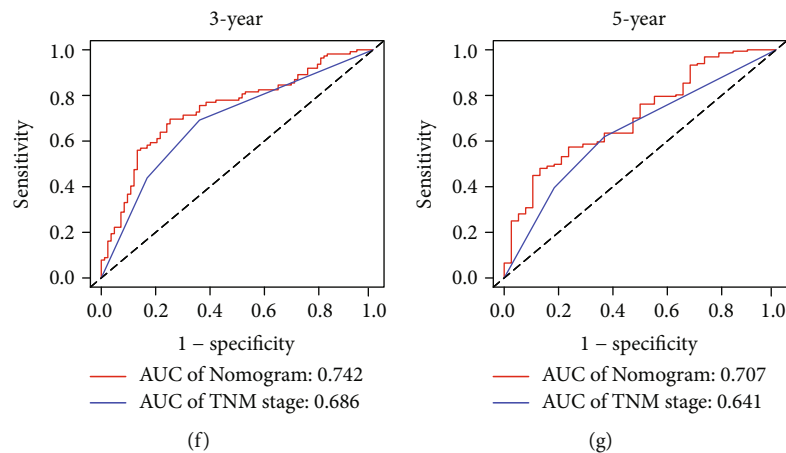 3-year
1.0
0.8
0.6
0.4
0.2
0.0
Sensitivity
0.0 0.2 0.4 0.6 0.8 1.0
1 − specificity
AUC of Nomogram: 0.742
AUC of TNM stage: 0.686
(f)
5-year
1.0
0.8
0.6
0.4
0.2
0.0
Sensitivity
0.0 0.2 0.4 0.6 0.8 1.0
1 − specificity
AUC of Nomogram: 0.707
AUC of TNM stage: 0.641
(g)